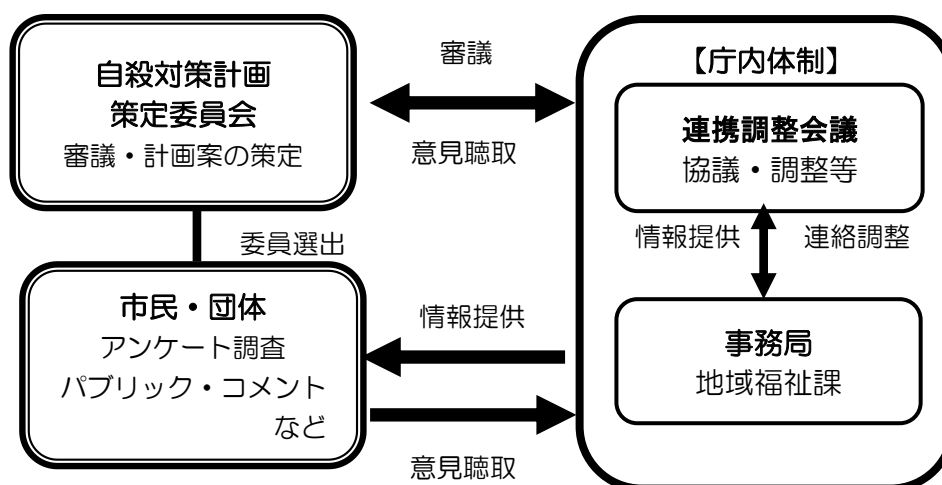 自殺対策計画
策定委員会
審議・計画案の策定
審議
意見聴取
【庁内体制】
連携調整会議
協議・調整等
情報提供
連絡調整
事務局
地域福祉課
委員選出
市民・団体
アンケート調査
パブリック・コメント
など
情報提供
意見聴取